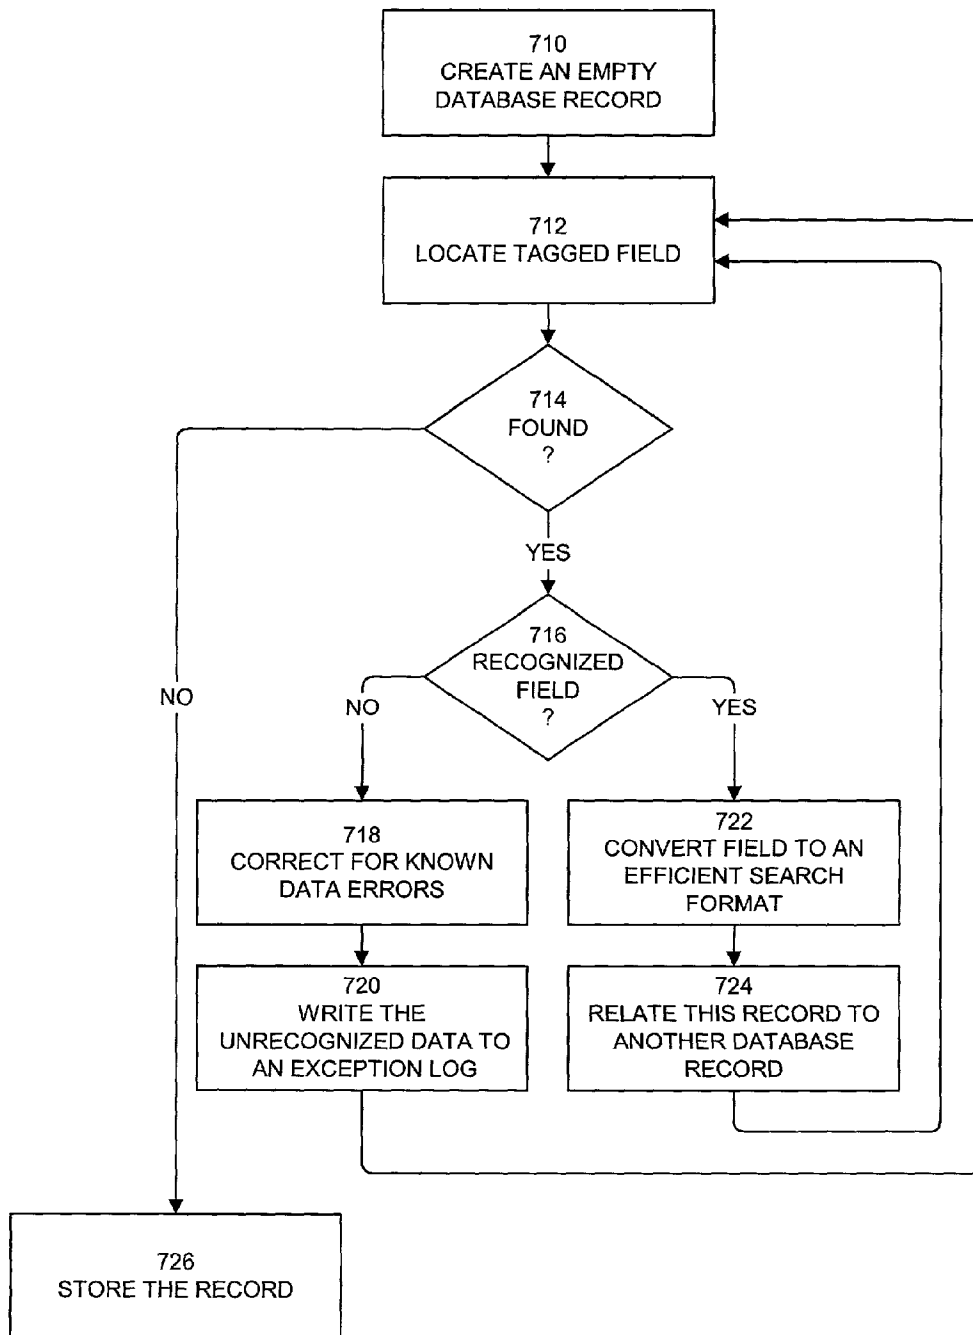 710
CREATE AN EMPTY
DATABASE RECORD
712
LOCATE TAGGED FIELD
714
FOUND
?
YES
716
RECOGNIZED
FIELD
?
NO
NO
YES
718
CORRECT FOR KNOWN
DATA ERRORS
722
CONVERT FIELD TO AN
EFFICIENT SEARCH
FORMAT
720
WRITE THE
UNRECOGNIZED DATA TO
AN EXCEPTION LOG
724
RELATE THIS RECORD TO
ANOTHER DATABASE
RECORD
726
STORE THE RECORD